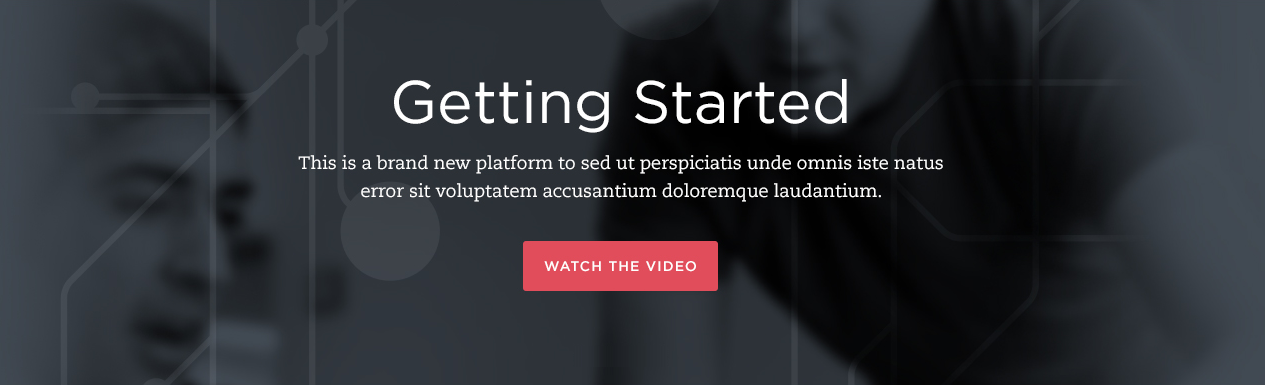 Getting Started
This is a brand new platform to sed ut perspiciatis unde omnis iste natus
error sit voluptatem accusantium doloremque laudantium.
WATCH THE VIDEO